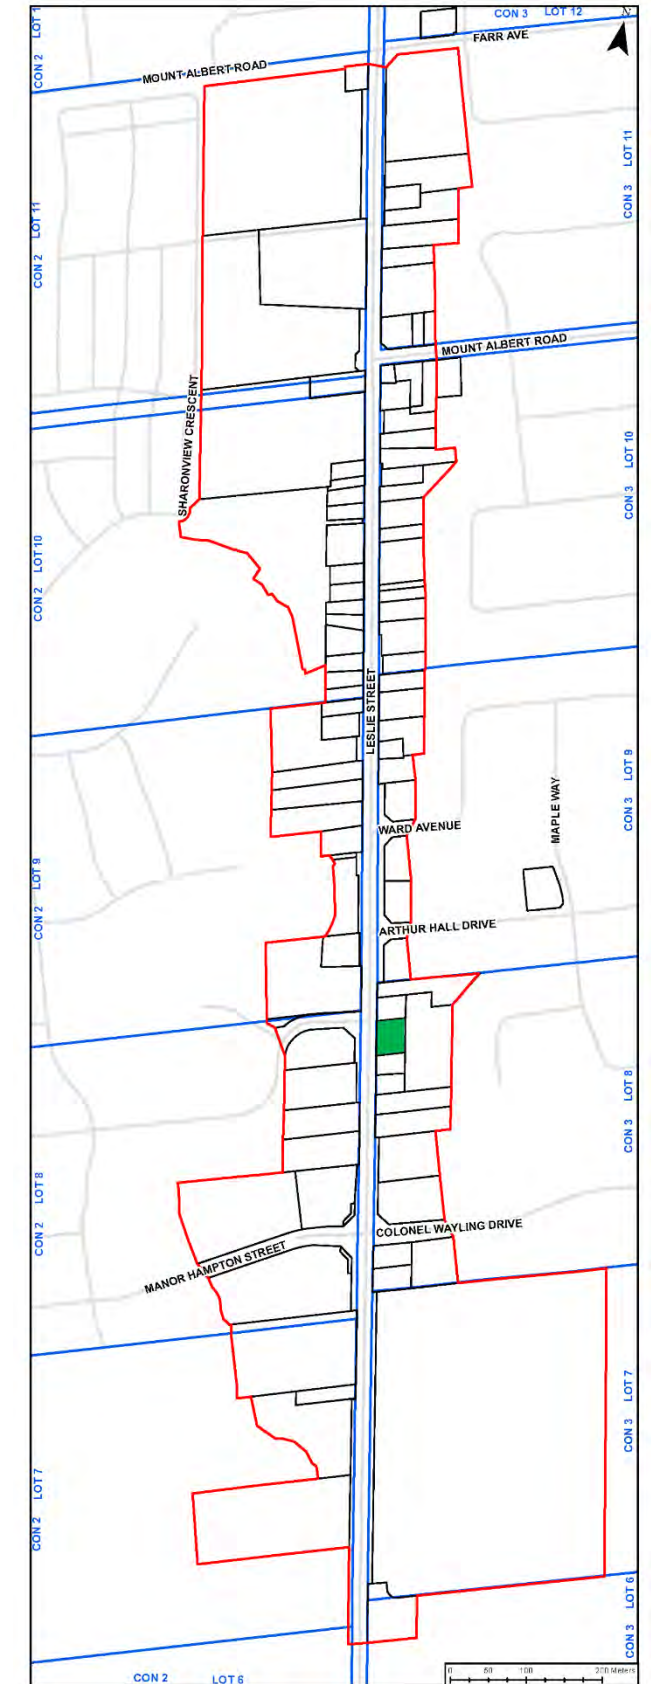 CON 3 LOT 12
N
LOT 1
CON 2
FARR AVE
MOUNT ALBERT ROAD
LOT 11
CON 3
LOT 11
CON 2
MOUNT ALBERT ROAD
SHARONVIEW CRESCENT
LOT 10
CON 3
LOT 10
CON 2
LESLIE STREET
LOT 9
CON 3
MAPLE WAY
WARD AVENUE
LOT 9
CON 2
ARTHUR HALL DRIVE
LOT 8
CON 3
LOT 8
CON 2
COLONEL WAYLING DRIVE
MANOR HAMPTON STREET
LOT 7
CON 3
LOT 7
CON 2
LOT 6
CON 3
CON 2 LOT 6
0 50 100 200 Meters